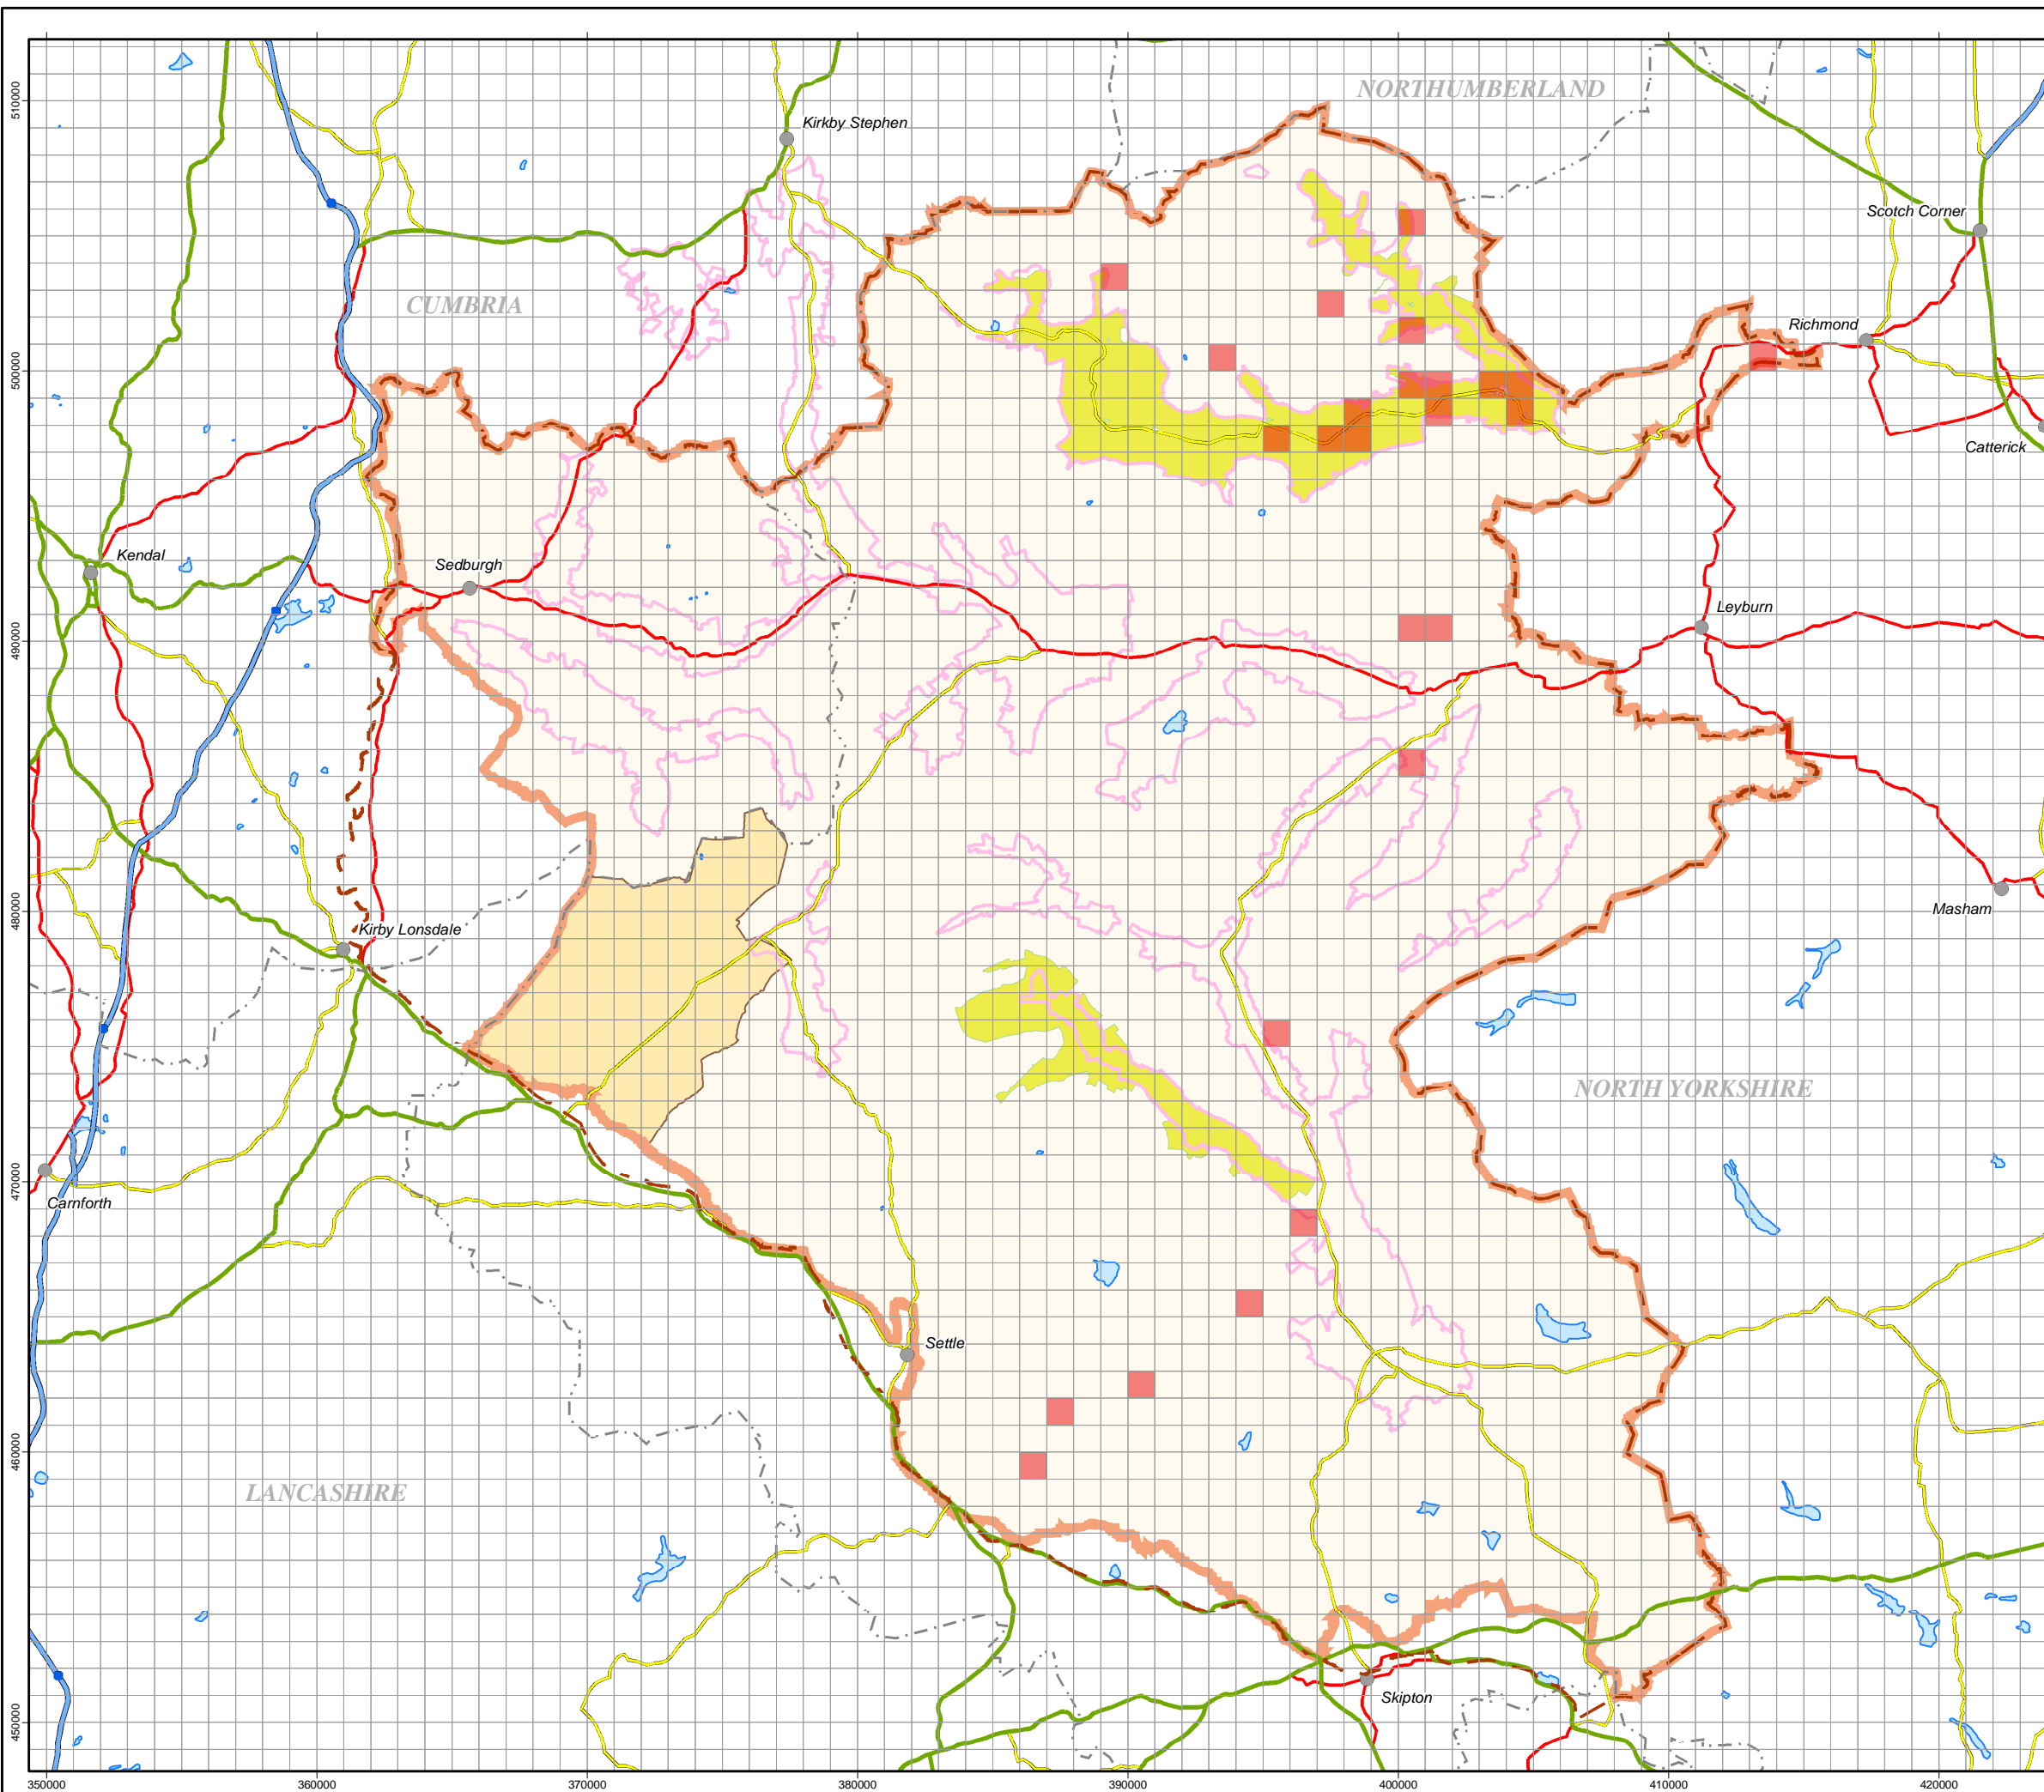 510000
NORTHUMBERLAND
Kirkby Stephen
Scotch Corner
CUMBRIA
Richmond
500000
Catterick
Kendal
Sedburgh
Leyburn
490000
480000
Masham
Kirby Lonsdale
NORTH YORKSHIRE
470000
Carnforth
Settle
460000
LANCASHIRE
Skipton
450000
350000 360000 370000 380000 390000 400000 410000 420000